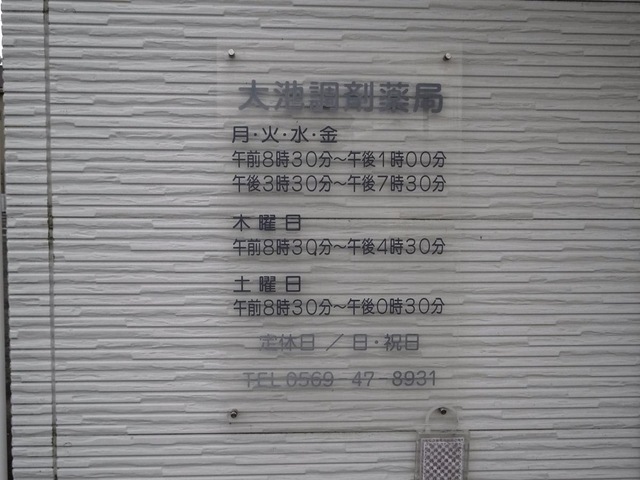 大池調剤薬局
月・火・水・金
午前8時30分～午後1時00分
午後3時30分～午後7時30分
木曜日
午前8時30分～午後4時30分
土曜日
午前8時30分～午後0時30分
定休日／日・祝日
TEL 0569-47-8931